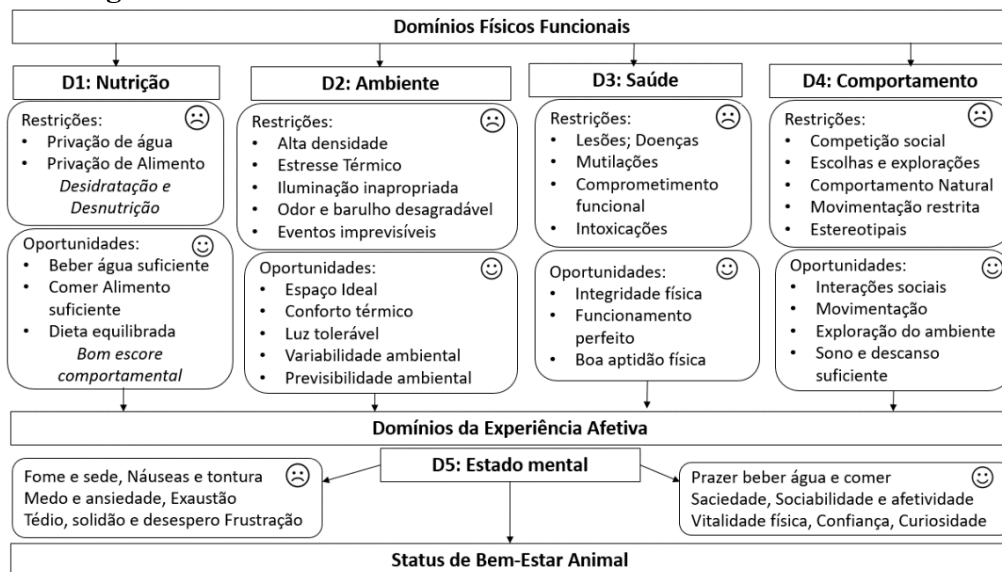 Domínios Físicos Funcionais
D1: Nutrição
Restrições:
• Privação de água
• Privação de Alimento
Desidratação e
Desnutrição
Oportunidades:
• Beber água suficiente
• Comer Alimento
suficiente
• Dieta equilibrada
Bom escore
comportamental
D2: Ambiente
Restrições:
• Alta densidade
• Estresse Térmico
• Iluminação inapropriada
• Odor e barulho desagradável
• Eventos imprevisíveis
Oportunidades:
• Espaço Ideal
• Conforto térmico
• Luz tolerável
• Variabilidade ambiental
• Previsibilidade ambiental
D3: Saúde
Restrições:
• Lesões; Doenças
• Mutilações
• Comprometimento
funcional
• Intoxicações
Oportunidades:
• Integridade física
• Funcionamento
perfeito
• Boa aptidão física
D4: Comportamento
Restrições:
• Competição social
• Escolhas e explorações
• Comportamento Natural
• Movimentação restrita
• Estereotipais
Oportunidades:
• Interações sociais
• Movimentação
• Exploração do ambiente
• Sono e descanso
suficiente
Domínios da Experiência Afetiva
Fome e sede, Náuseas e tontura
Medo e ansiedade, Exaustão
Tédio, solidão e desespero Frustração
D5: Estado mental
Prazer beber água e comer
Saciedade, Sociabilidade e afetividade
Vitalidade física, Confiança, Curiosidade
Status de Bem-Estar Animal